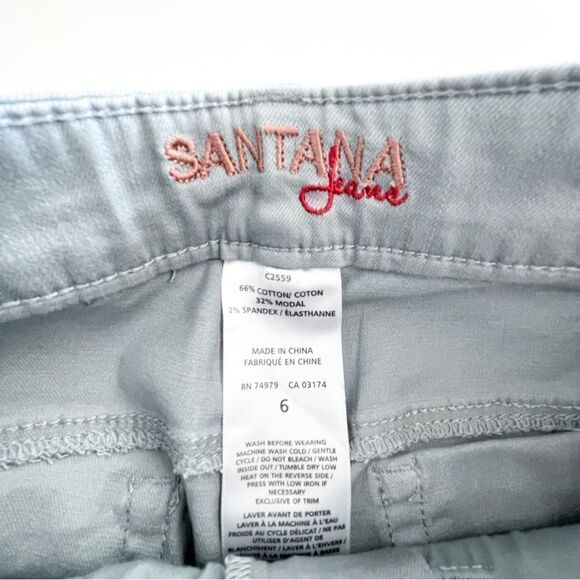 SANTANA
Jeans
C2559
66% COTTON/ COTON
32% MODAL
2% SPANDEX / ÉLASTHANNE
MADE IN CHINA
FABRIQUÉ EN CHINE
RN 74979 CA 03174
6
WASH BEFORE WEARING
MACHINE WASH COLD / GENTLE
CYCLE / DO NOT BLEACH / WASH
INSIDE OUT / TUMBLE DRY LOW
HEAT ON THE REVERSE SIDE /
PRESS WITH LOW IRON IF
NECESSARY
EXCLUSIVE OF TRIM
LAVER AVANT DE PORTER
LAVER À LA MACHINE À L'EAU
FROIDE AU CYCLE DÉLICAT / NE PAS
UTILISER D'AGENT DE
BLANCHIMENT / LAVER À L'ENVERS /
À LA MACHINE À BASSE